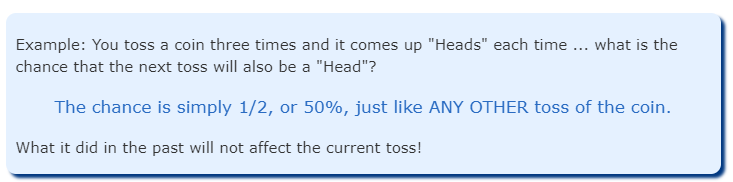 Example: You toss a coin three times and it comes up "Heads" each time ... what is the
chance that the next toss will also be a "Head"?
The chance is simply 1/2, or 50%, just like ANY OTHER toss of the coin.
What it did in the past will not affect the current toss!